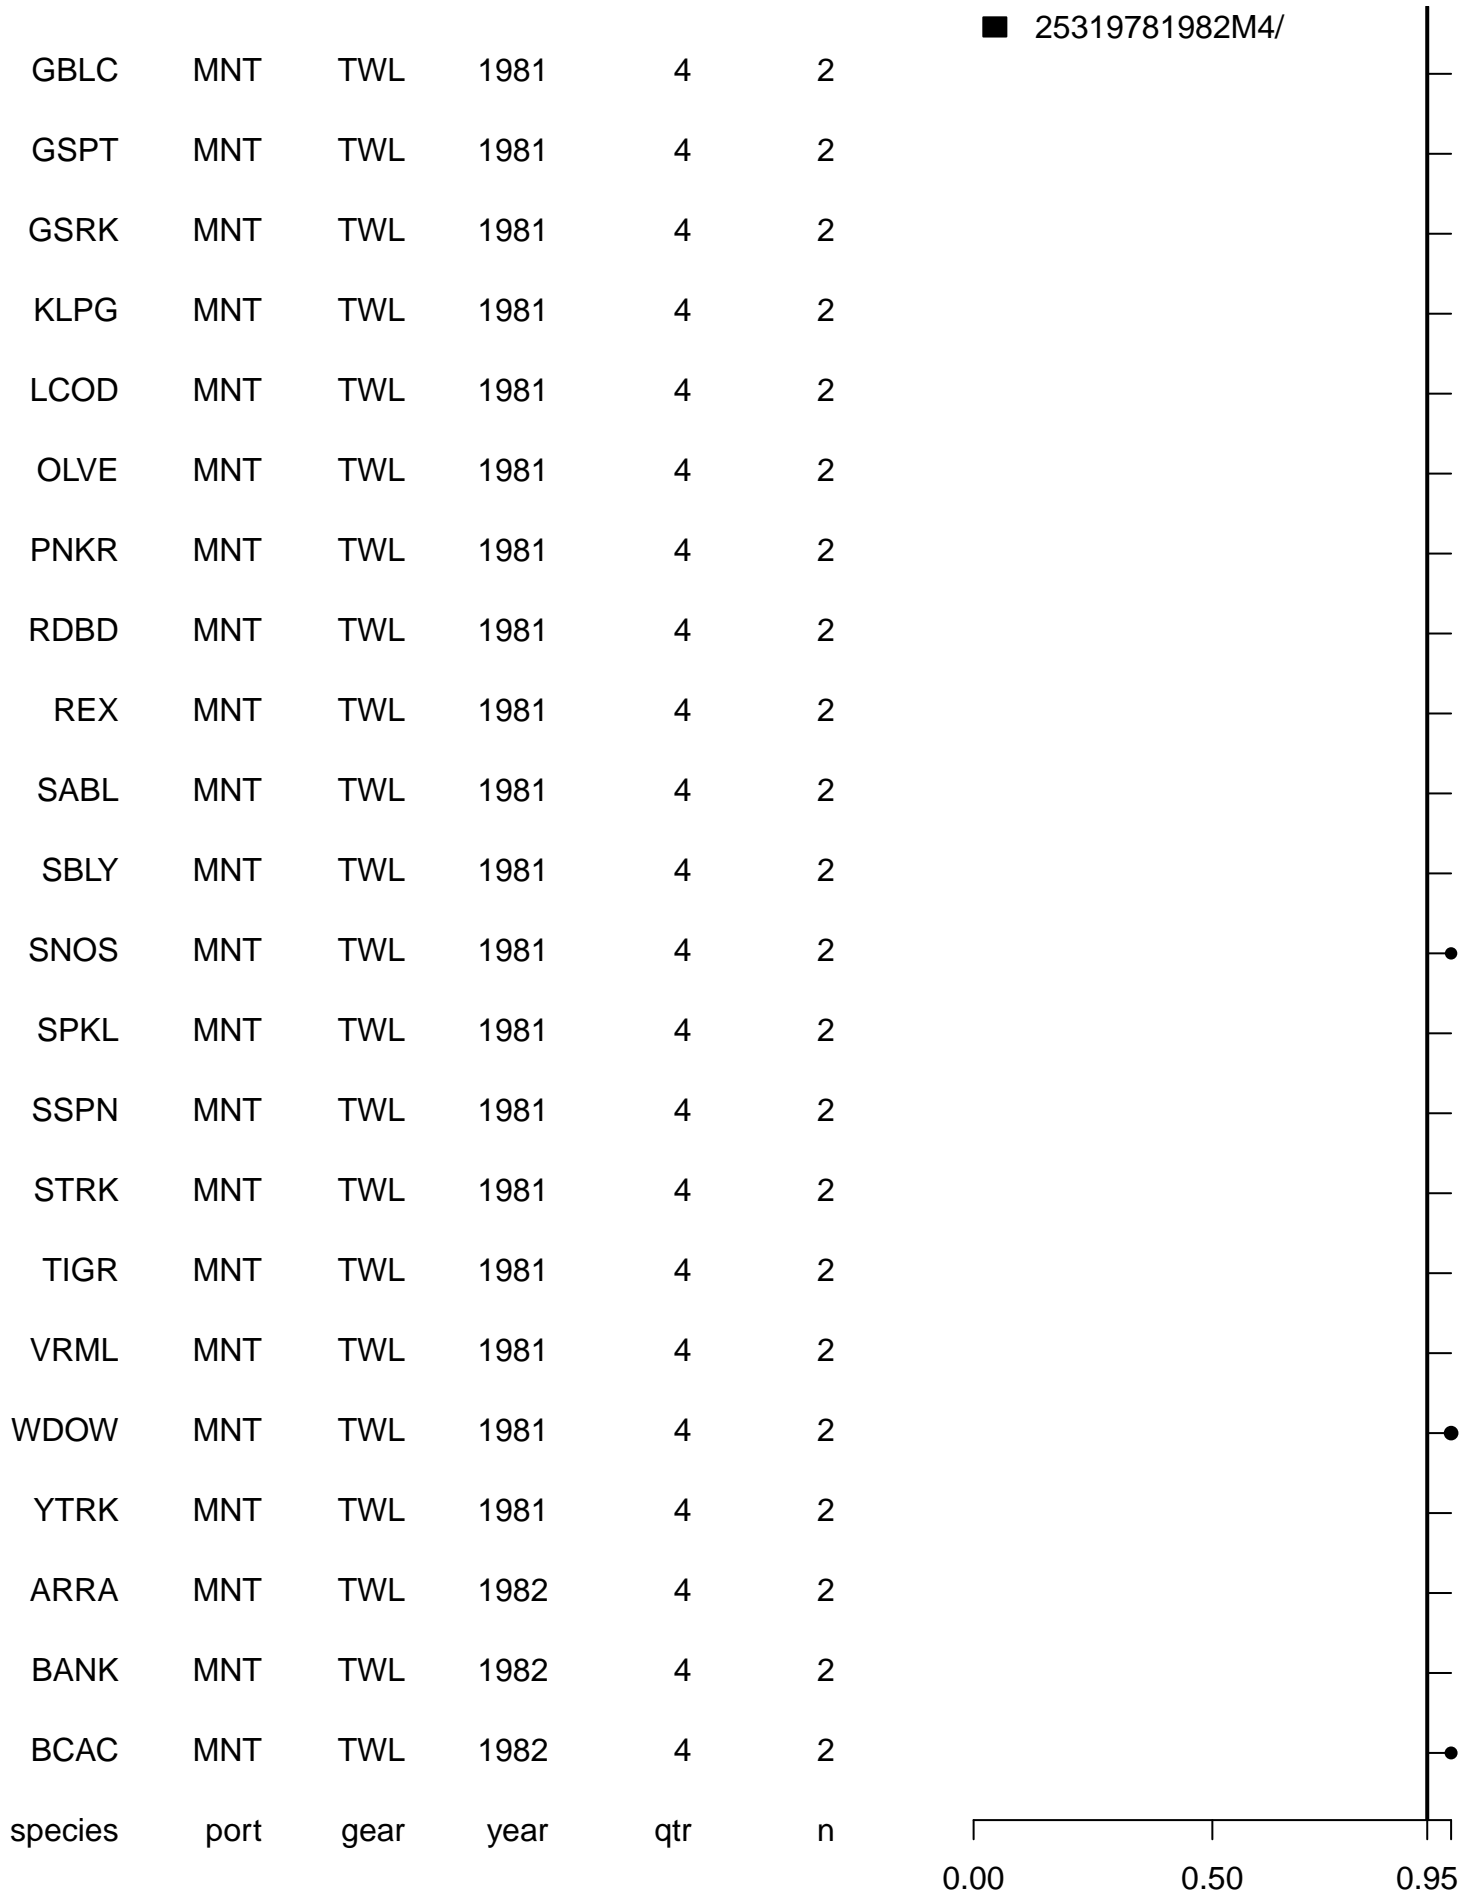 25319781982M4/
GBLC MNT TWL 1981 4 2
GSPT MNT TWL 1981 4 2
GSRK MNT TWL 1981 4 2
KLPG MNT TWL 1981 4 2
LCOD MNT TWL 1981 4 2
OLVE MNT TWL 1981 4 2
PNKR MNT TWL 1981 4 2
RDBD MNT TWL 1981 4 2
REX MNT TWL 1981 4 2
SABL MNT TWL 1981 4 2
SBLY MNT TWL 1981 4 2
SNOS MNT TWL 1981 4 2
SPKL MNT TWL 1981 4 2
SSPN MNT TWL 1981 4 2
STRK MNT TWL 1981 4 2
TIGR MNT TWL 1981 4 2
VRML MNT TWL 1981 4 2
WDOW MNT TWL 1981 4 2
YTRK MNT TWL 1981 4 2
ARRA MNT TWL 1982 4 2
BANK MNT TWL 1982 4 2
BCAC MNT TWL 1982 4 2
species port gear year qtr n
0.00 0.50 0.95